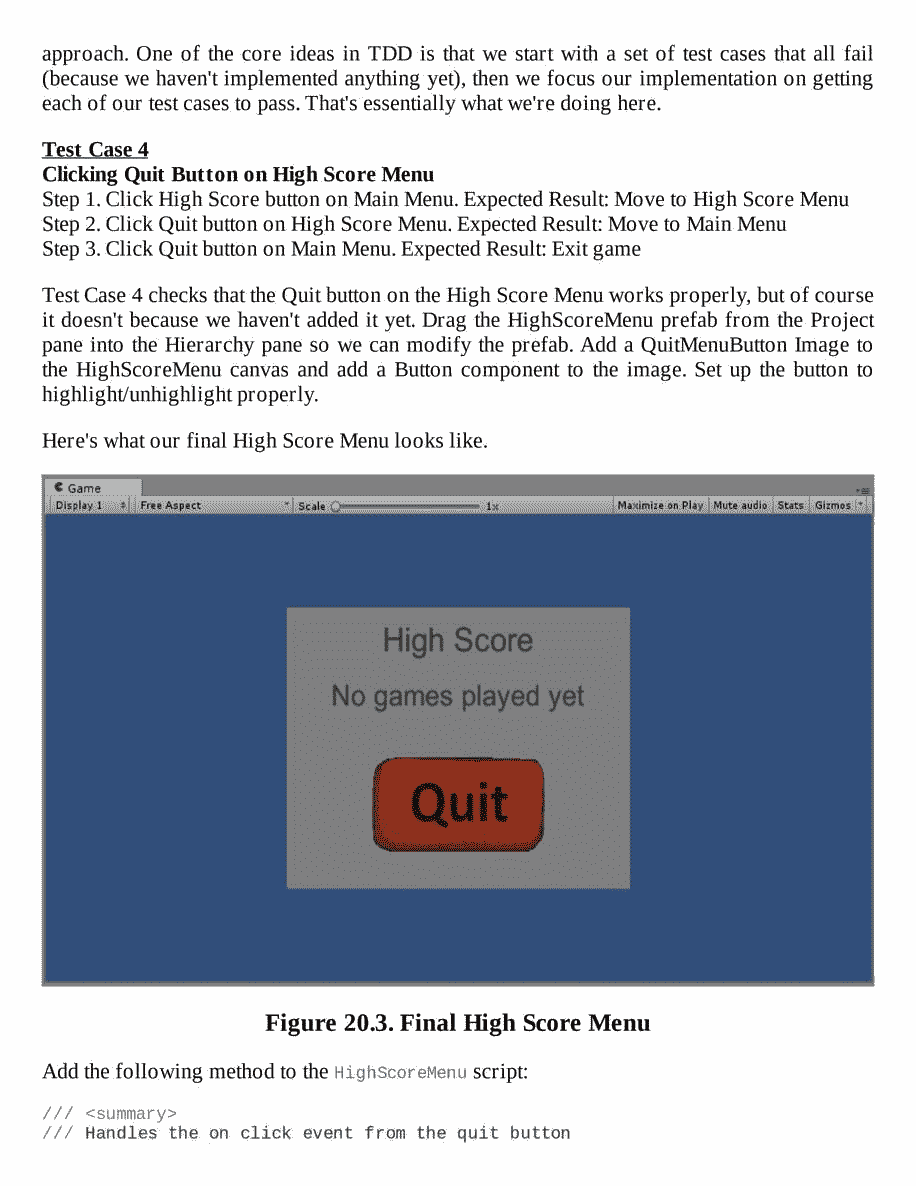 approach. One of the core ideas in TDD is that we start with a set of test cases that all fail
(because we haven't implemented anything yet), then we focus our implementation on getting
each of our test cases to pass. That's essentially what we're doing here.
Test Case 4
Clicking Quit Button on High Score Menu
Step 1. Click High Score button on Main Menu. Expected Result: Move to High Score Menu
Step 2. Click Quit button on High Score Menu. Expected Result: Move to Main Menu
Step 3. Click Quit button on Main Menu. Expected Result: Exit game
Test Case 4 checks that the Quit button on the High Score Menu works properly, but of course
it doesn't because we haven't added it yet. Drag the HighScoreMenu prefab from the Project
pane into the Hierarchy pane so we can modify the prefab. Add a QuitMenuButton Image to
the HighScoreMenu canvas and add a Button component to the image. Set up the button to
highlight/unhighlight properly.
Here's what our final High Score Menu looks like.
Game
Display 1 Free Aspect Scale 1x Maximize on Play Mute audio Stats Gizmos
High Score
No games played yet
Quit
Figure 20.3. Final High Score Menu
Add the following method to the HighScoreMenu script:
/// <summary>
/// Handles the on click event from the quit button